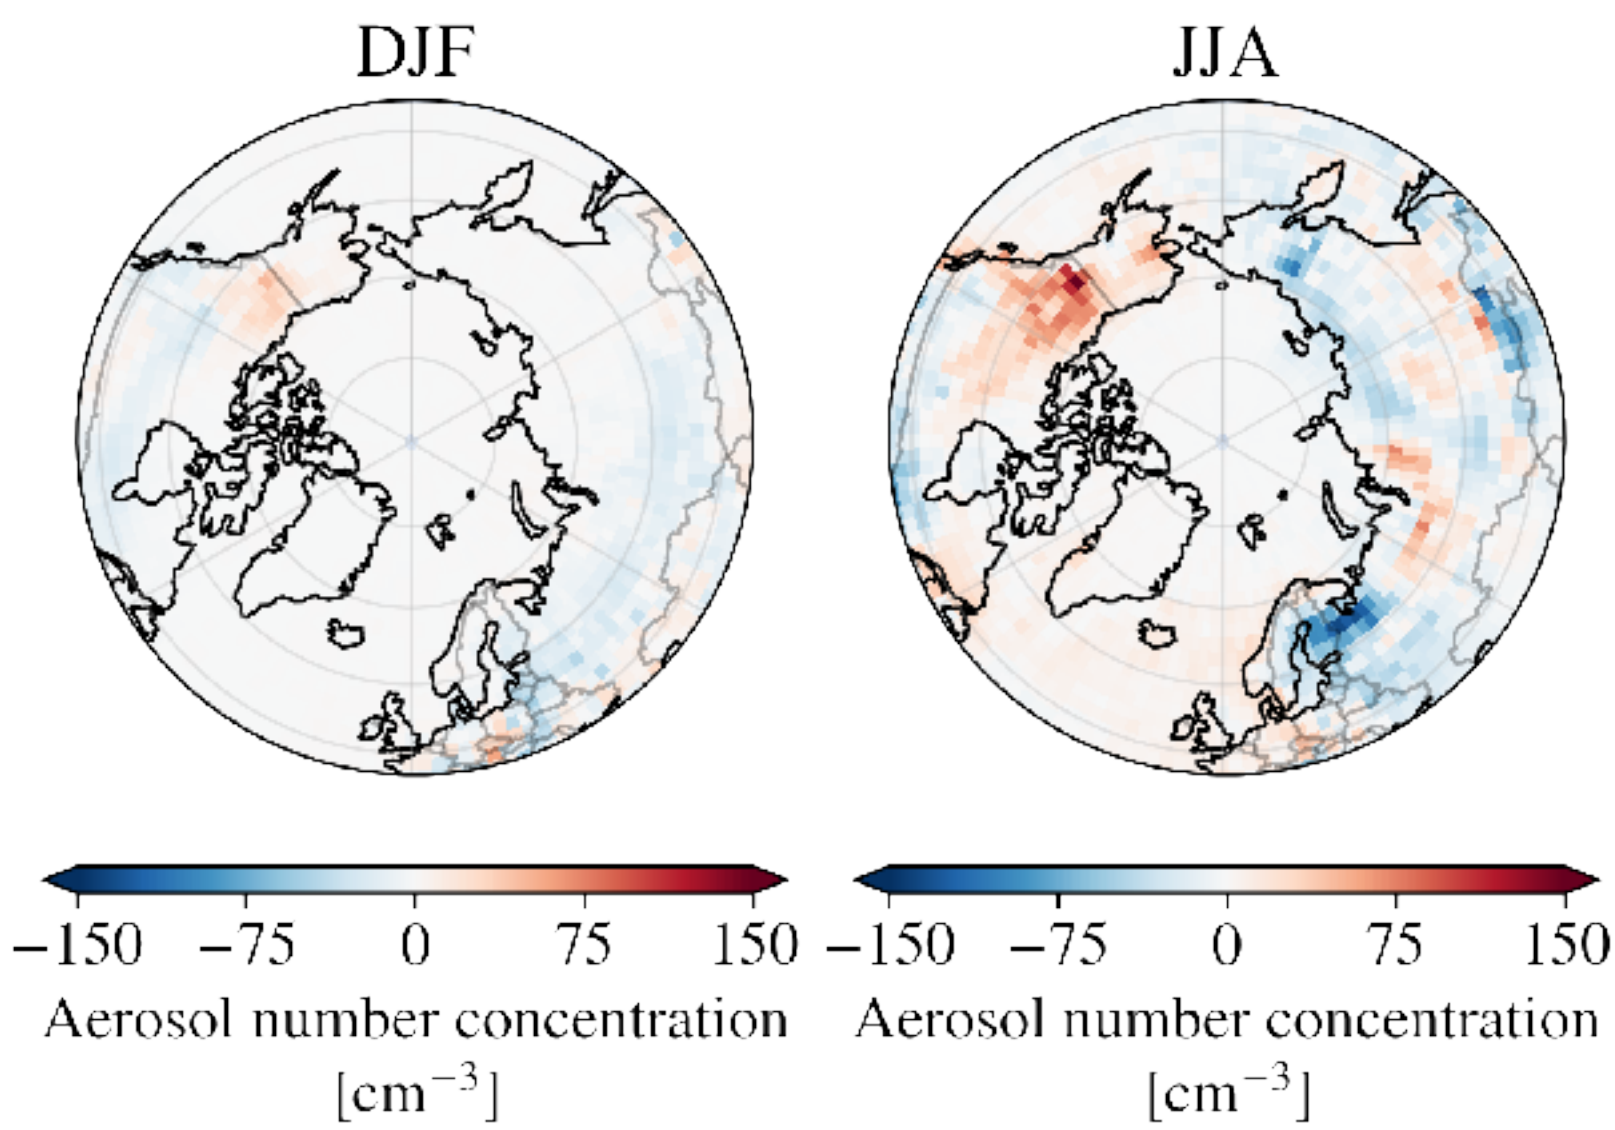 DJF JJA
−150 −75 0 75 150 −150 −75 0 75 150
Aerosol number concentration Aerosol number concentration
[cm⁻³] [cm⁻³]